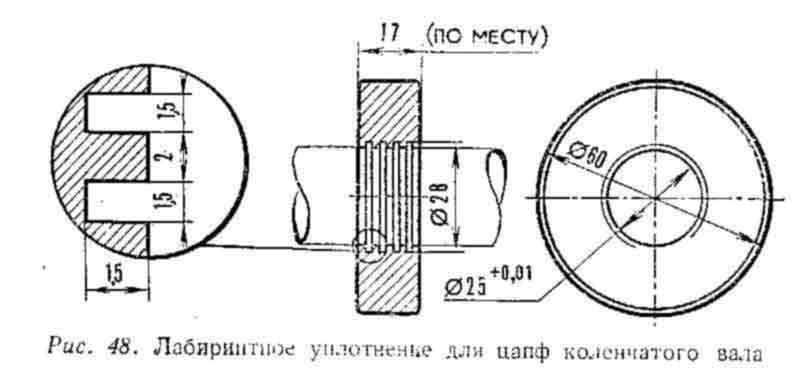 17 (ПО МЕСТУ)
1,5
2
1,5
1,5
Ø28
Ø60
Ø25 +0,01
Рис. 48. Лабиринтное уплотнение для цапф коленчатого вала